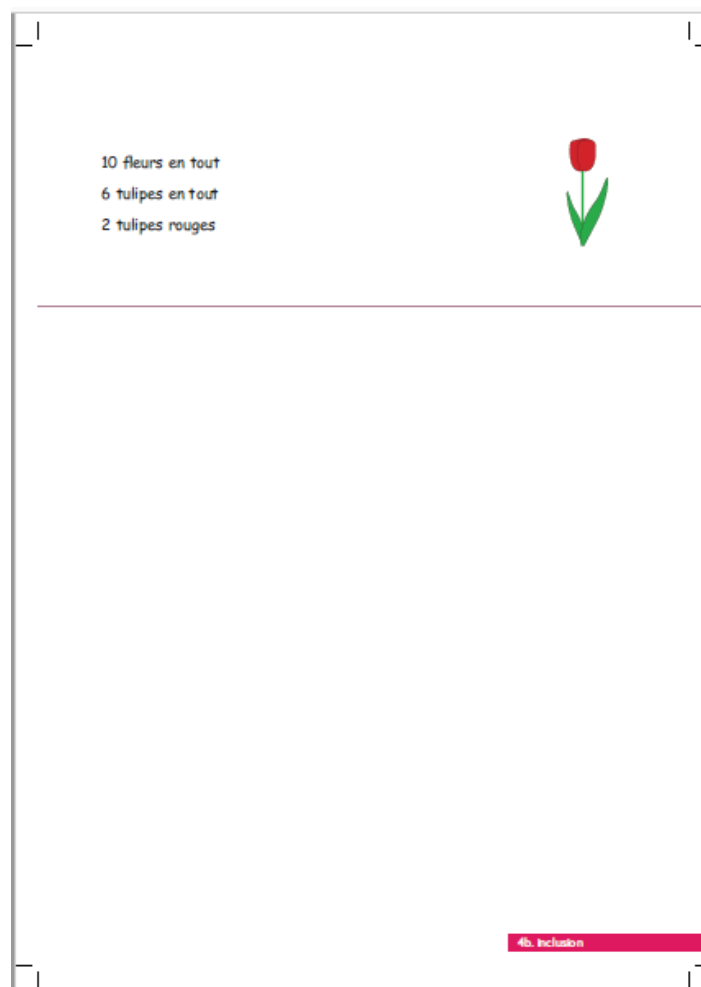 10 fleurs en tout
6 tulipes en tout
2 tulipes rouges
4b. Inclusion